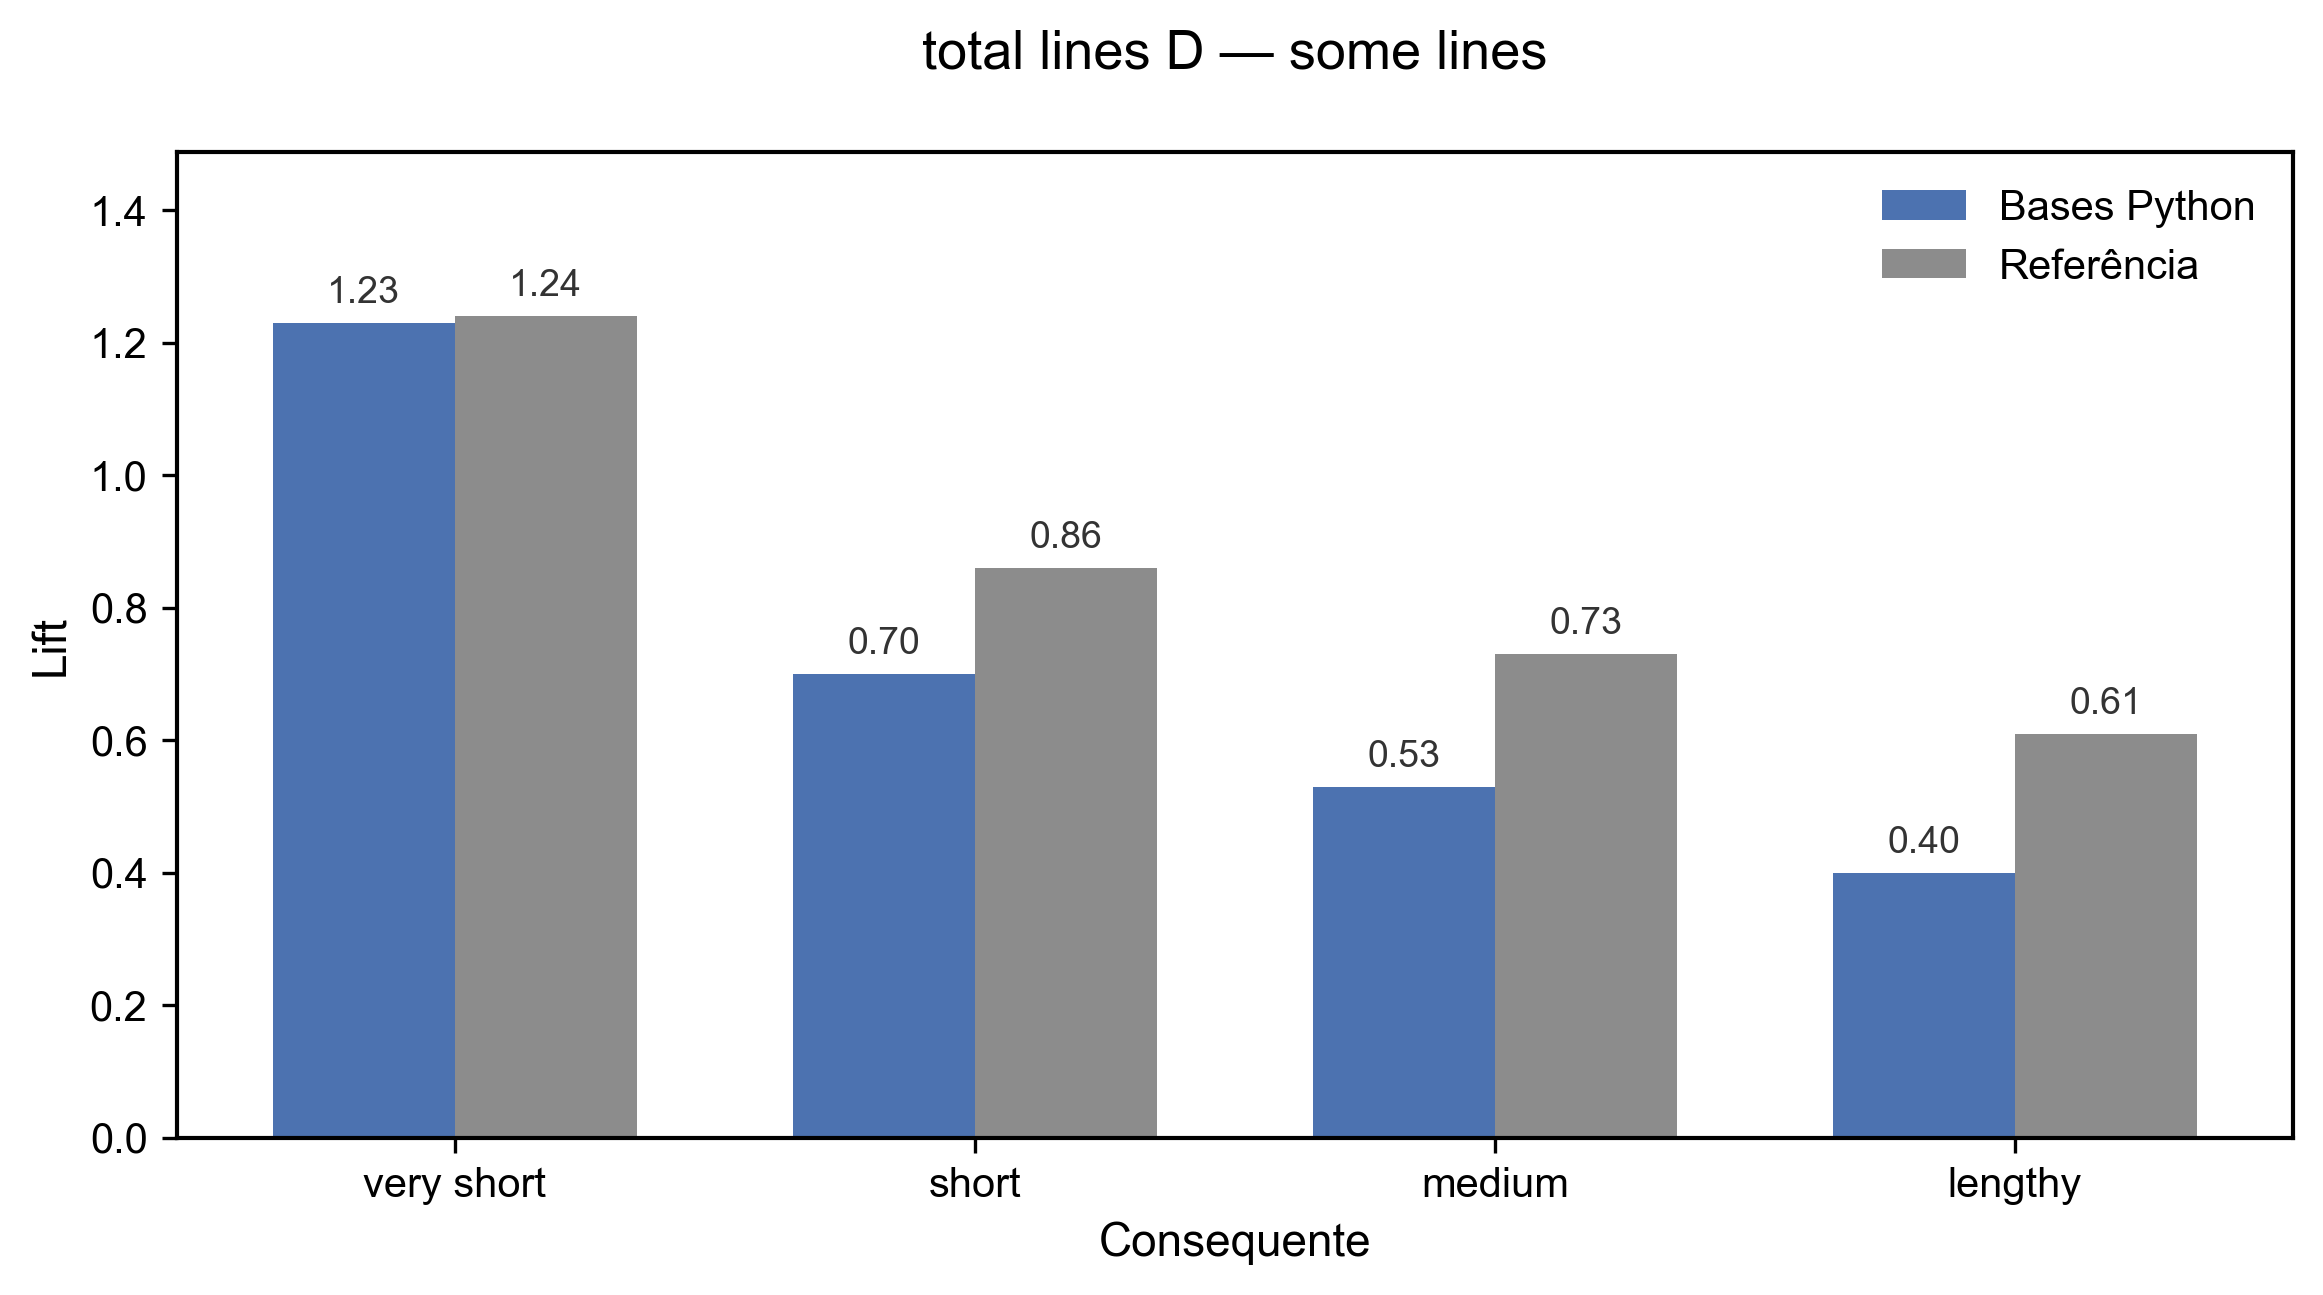 total lines D — some lines
Bases Python
Referência
1.4
1.2
1.0
0.8
0.6
0.4
0.2
0.0
Lift
1.23
1.24
0.70
0.86
0.53
0.73
0.40
0.61
very short
short
medium
lengthy
Consequente